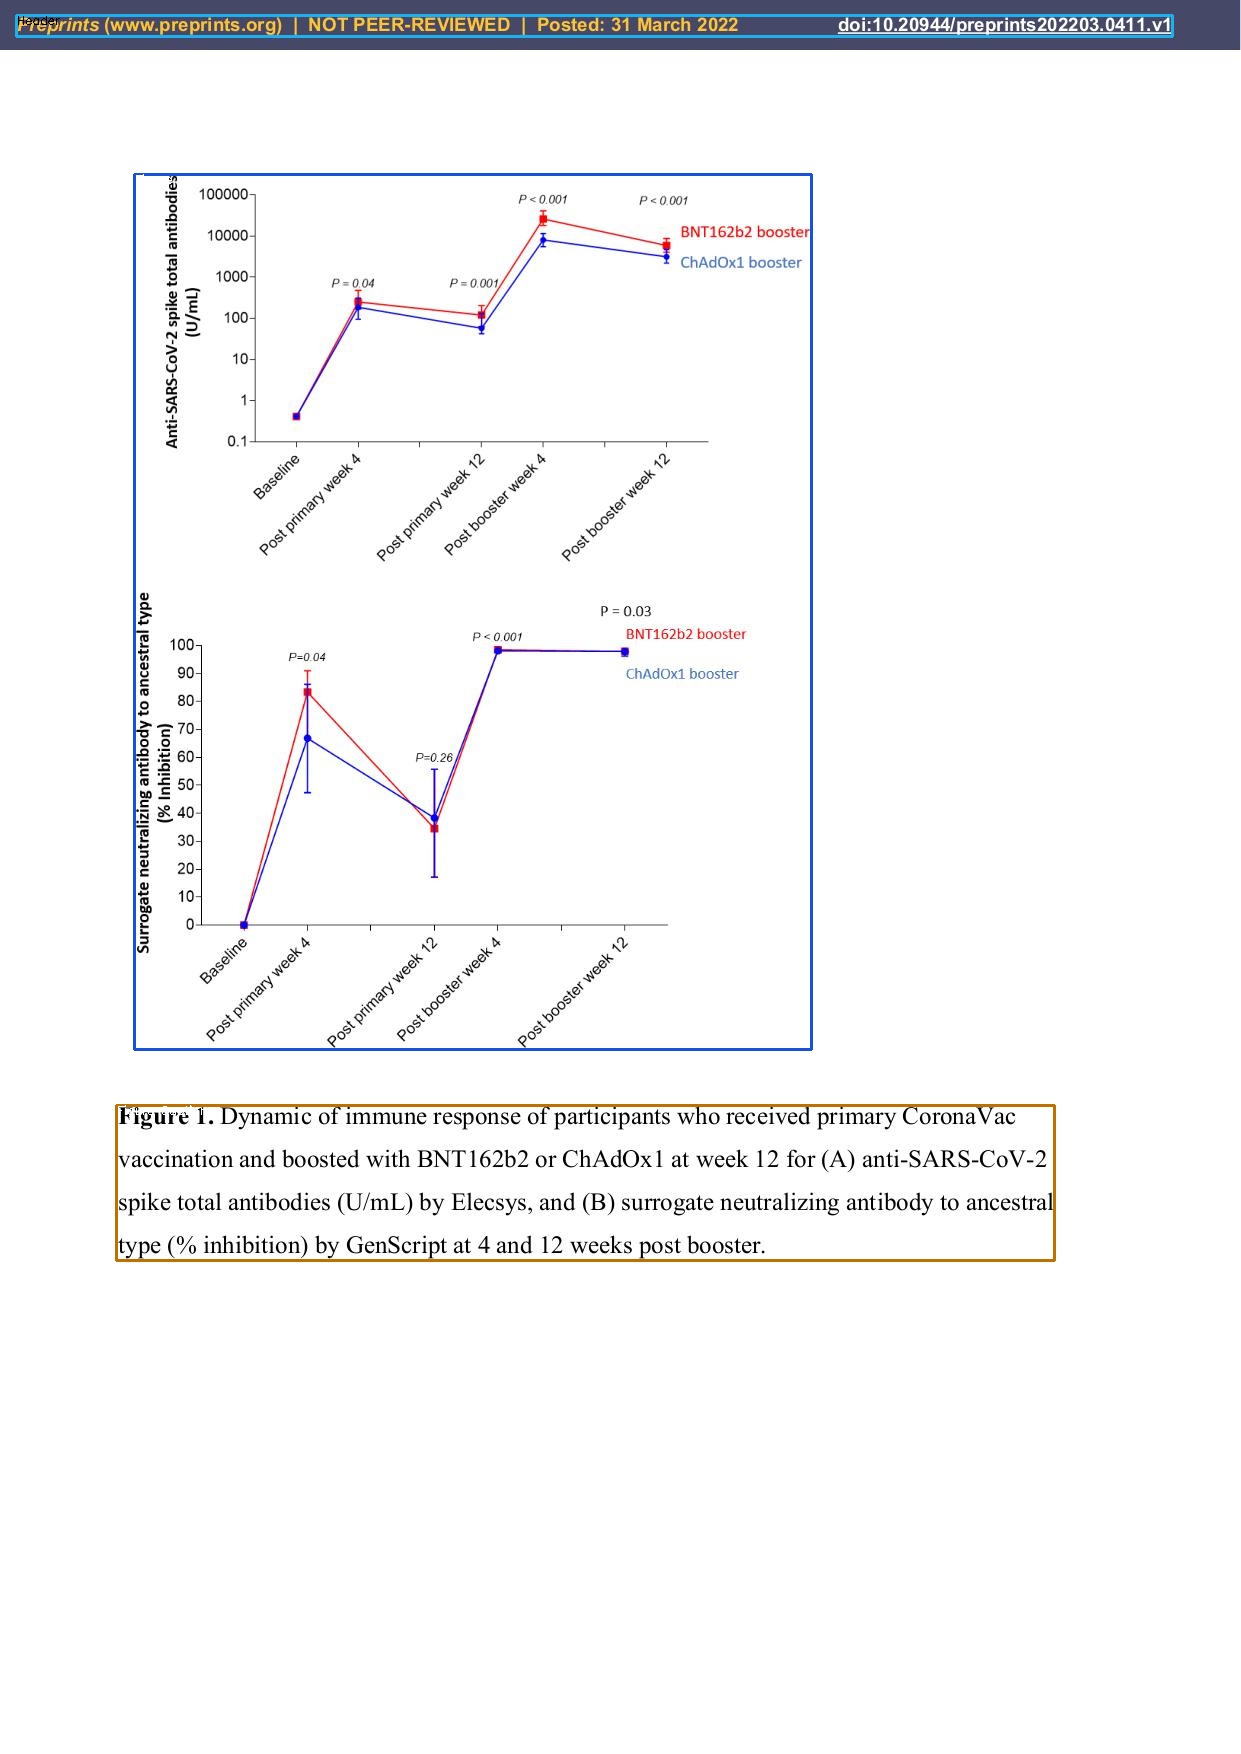 Header
Preprints (www.preprints.org) | NOT PEER-REVIEWED | Posted: 31 March 2022 doi:10.20944/preprints202203.0411.v1
Anti-SARS-CoV-2 spike total antibodies
(U/mL)
100000
10000
1000
100
10
1
0.1
P = 0.04
P = 0.001
P < 0.001
P < 0.001
BNT162b2 booster
ChAdOx1 booster
Baseline
Post primary week 4
Post primary week 12
Post booster week 4
Post booster week 12
Surrogate neutralizing antibody to ancestral type
(% Inhibition)
100
90
80
70
60
50
40
30
20
10
0
P=0.04
P=0.26
P < 0.001
P = 0.03
BNT162b2 booster
ChAdOx1 booster
Baseline
Post primary week 4
Post primary week 12
Post booster week 4
Post booster week 12
Figure 1. Dynamic of immune response of participants who received primary CoronaVac
vaccination and boosted with BNT162b2 or ChAdOx1 at week 12 for (A) anti-SARS-CoV-2
spike total antibodies (U/mL) by Elecsys, and (B) surrogate neutralizing antibody to ancestral
type (% inhibition) by GenScript at 4 and 12 weeks post booster.